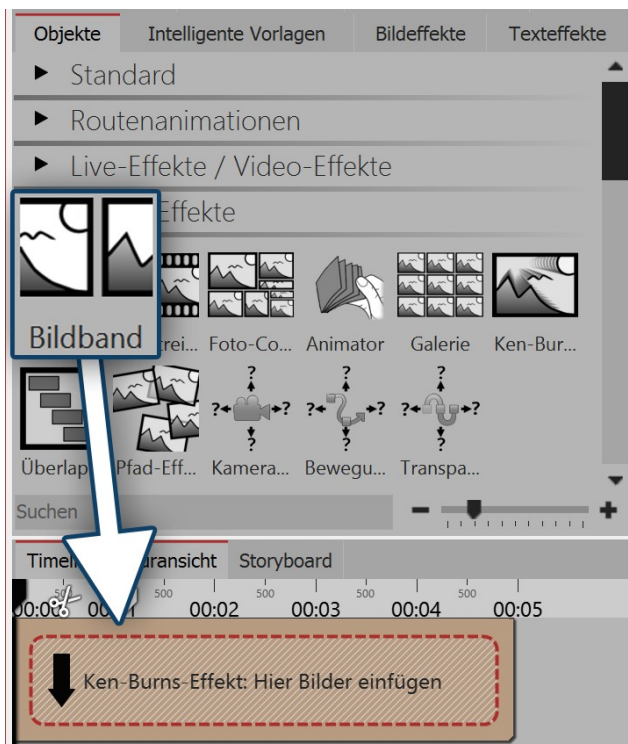 Objekte Intelligente Vorlagen Bildeffekte Texteffekte
Standard
Routenanimationen
Live-Effekte / Video-Effekte
Effekte
Bildband Foto-Co... Animator Galerie Ken-Bur...
? ? ?
? ? ? ? ? ?
? ? ?
Überlap Pfad-Eff... Kamera... Bewegu... Transpa...
Suchen
Storyboard
500 500 500 500 500
00:02 00:03 00:04 00:05
Ken-Burns-Effekt: Hier Bilder einfügen